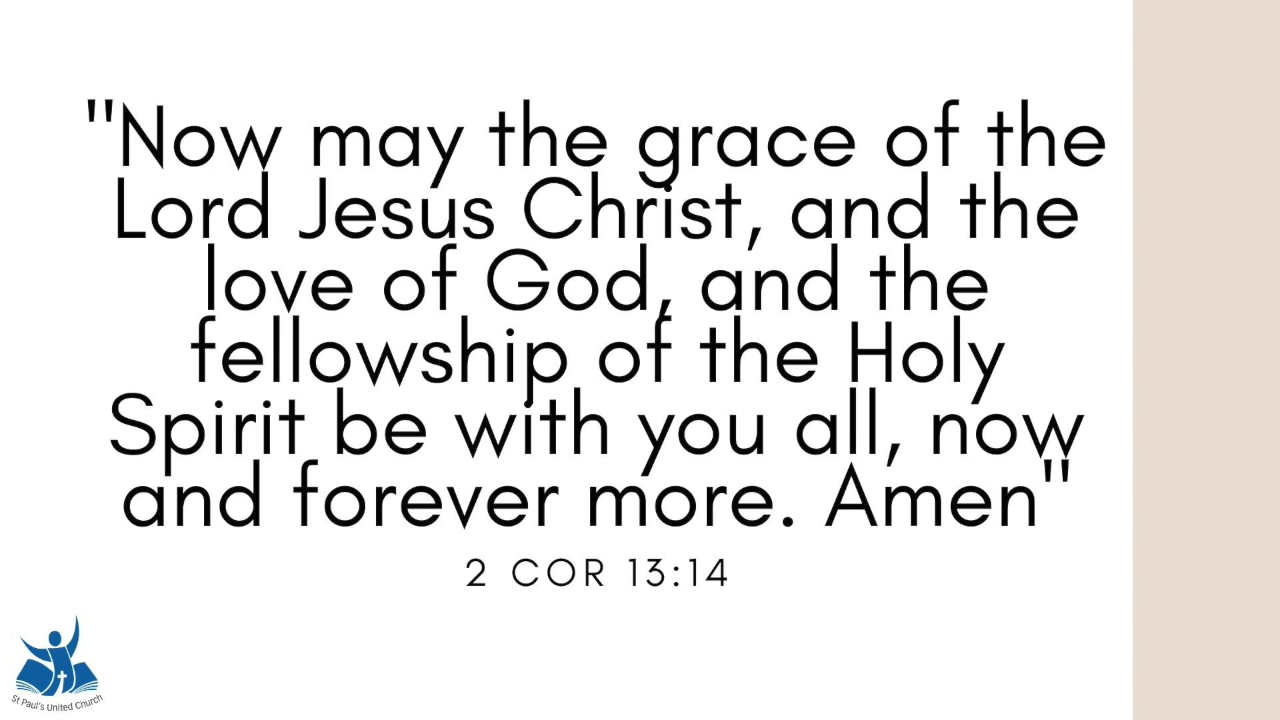 "Now may the grace of the
Lord Jesus Christ, and the
love of God, and the
fellowship of the Holy
Spirit be with you all, now
and forever more. Amen"
2 COR 13:14
St Paul's United Church